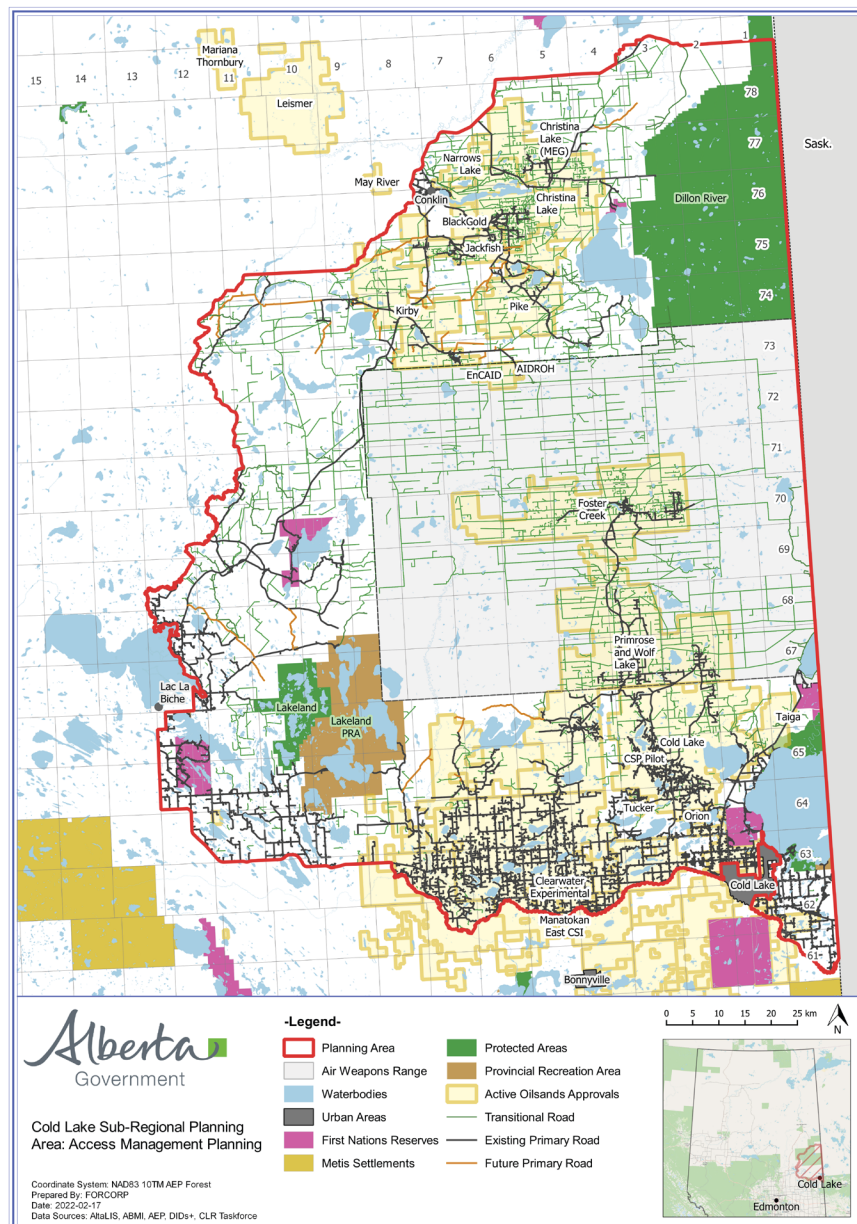 Mariana
Thornbury
15
14
13
12
11
10
9
8
7
6
5
4
3
2
1
Leismer
78
Christina
Lake
(MEG)
77
Sask.
Narrows
Lake
May River
76
Conklin
Christina
Lake
Dillon River
BlackGold
Jackfish
75
74
Pike
Kirby
73
EnCAID
AIDROH
72
71
70
Foster
Creek
69
68
Primrose
and Wolf
Lake
67
Lac La
Biche
Lakeland
Lakeland
PRA
Taiga
Cold Lake
65
CSP Pilot
64
Tucker
Orion
63
Clearwater
Experimental
Cold Lake
62
Manatokan
East CSI
61
Bonnyville
-Legend-
Planning Area
Air Weapons Range
Waterbodies
Urban Areas
First Nations Reserves
Metis Settlements
Protected Areas
Provincial Recreation Area
Active Oilsands Approvals
Transitional Road
Existing Primary Road
Future Primary Road
0 5 10 15 20 25 km
N
Alberta
Government
Cold Lake Sub-Regional Planning
Area: Access Management Planning
Coordinate System: NAD83 10TM AEP Forest
Prepared By: FORCORP
Date: 2022-02-17
Data Sources: AltaLIS, ABMI, AEP, DIDs+, CLR Taskforce
Cold Lake
Edmonton